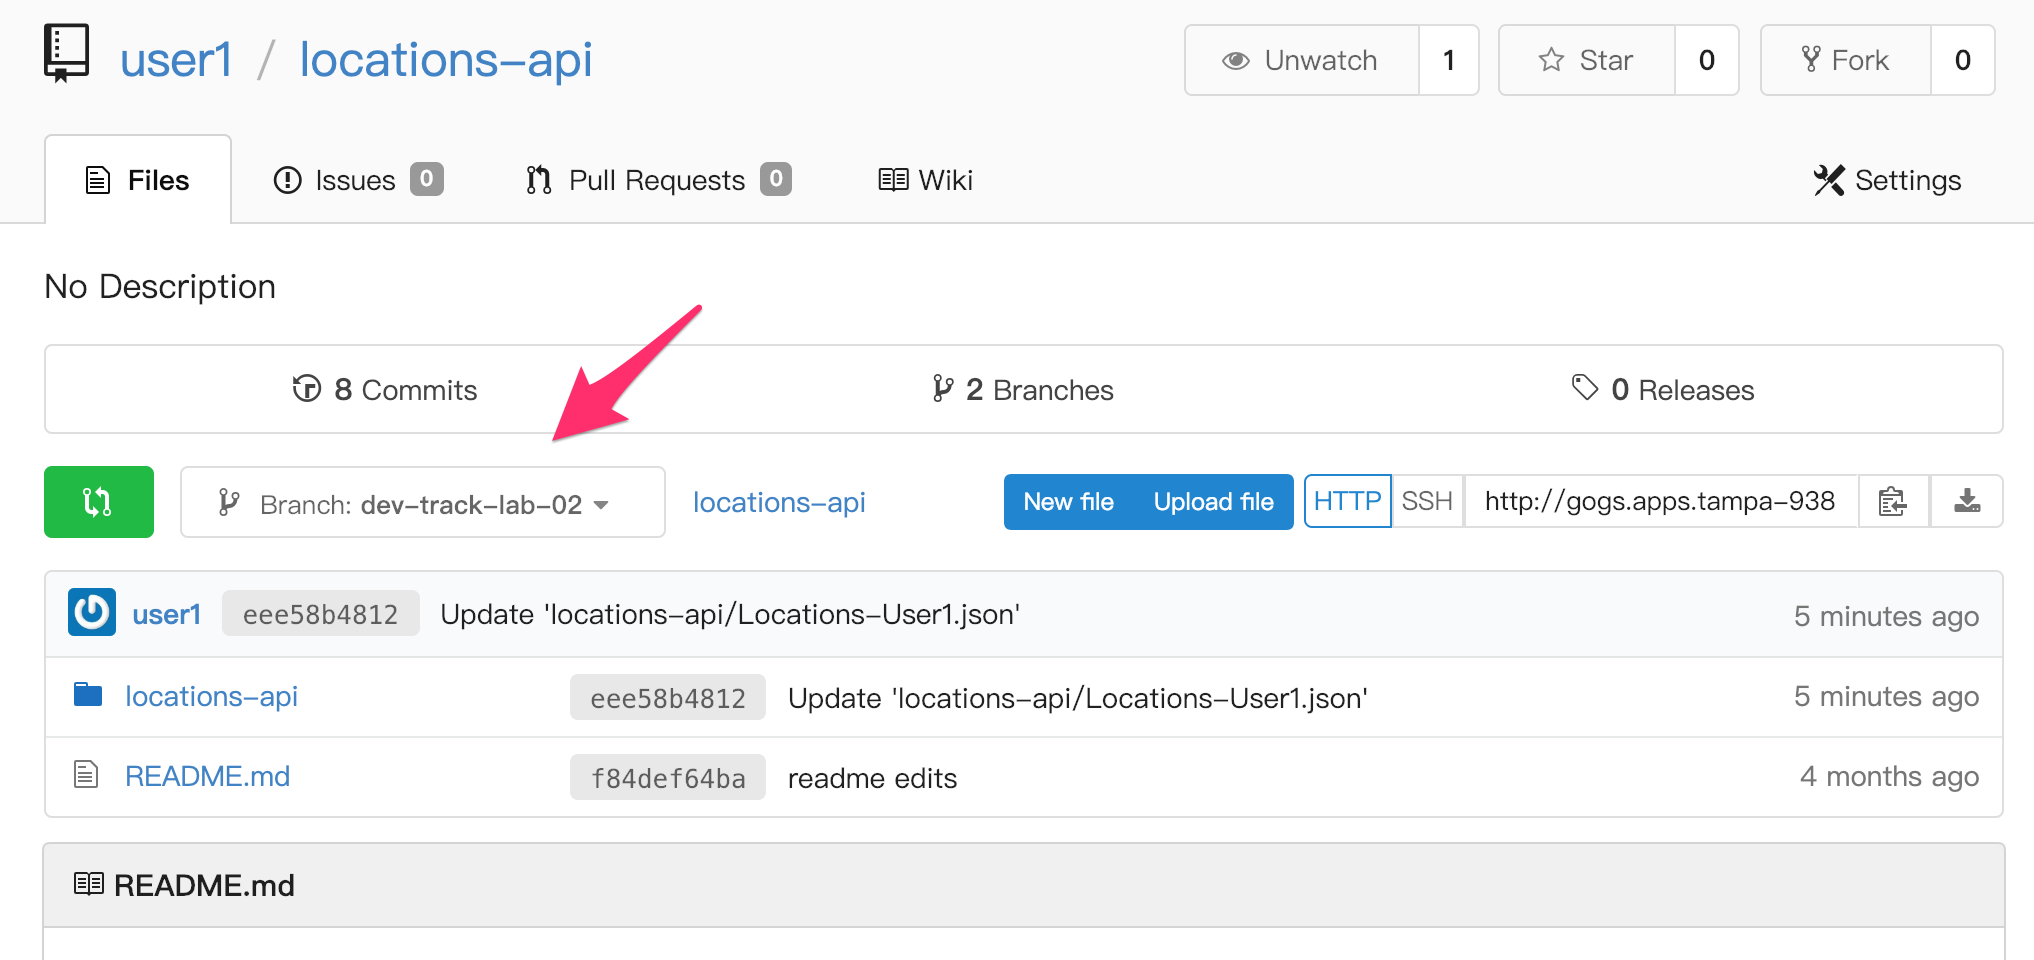 user1 / locations-api
Unwatch 1 Star 0 Fork 0
Files Issues 0 Pull Requests 0 Wiki Settings
No Description
8 Commits 2 Branches 0 Releases
Branch: dev-track-lab-02 locations-api New file Upload file HTTP SSH http://gogs.apps.tampa-938
user1 eee58b4812 Update 'locations-api/Locations-User1.json' 5 minutes ago
locations-api eee58b4812 Update 'locations-api/Locations-User1.json' 5 minutes ago
README.md f84def64ba readme edits 4 months ago
README.md